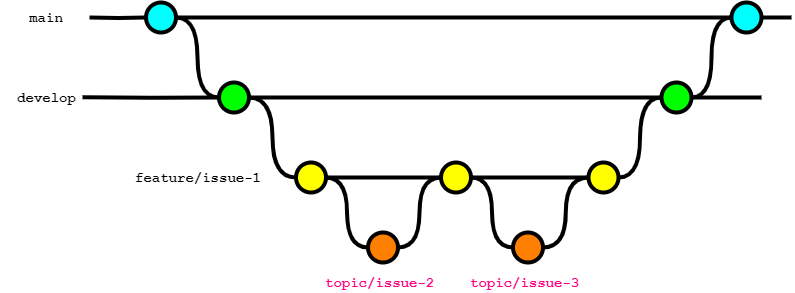 main
develop
feature/issue-1
topic/issue-2
topic/issue-3